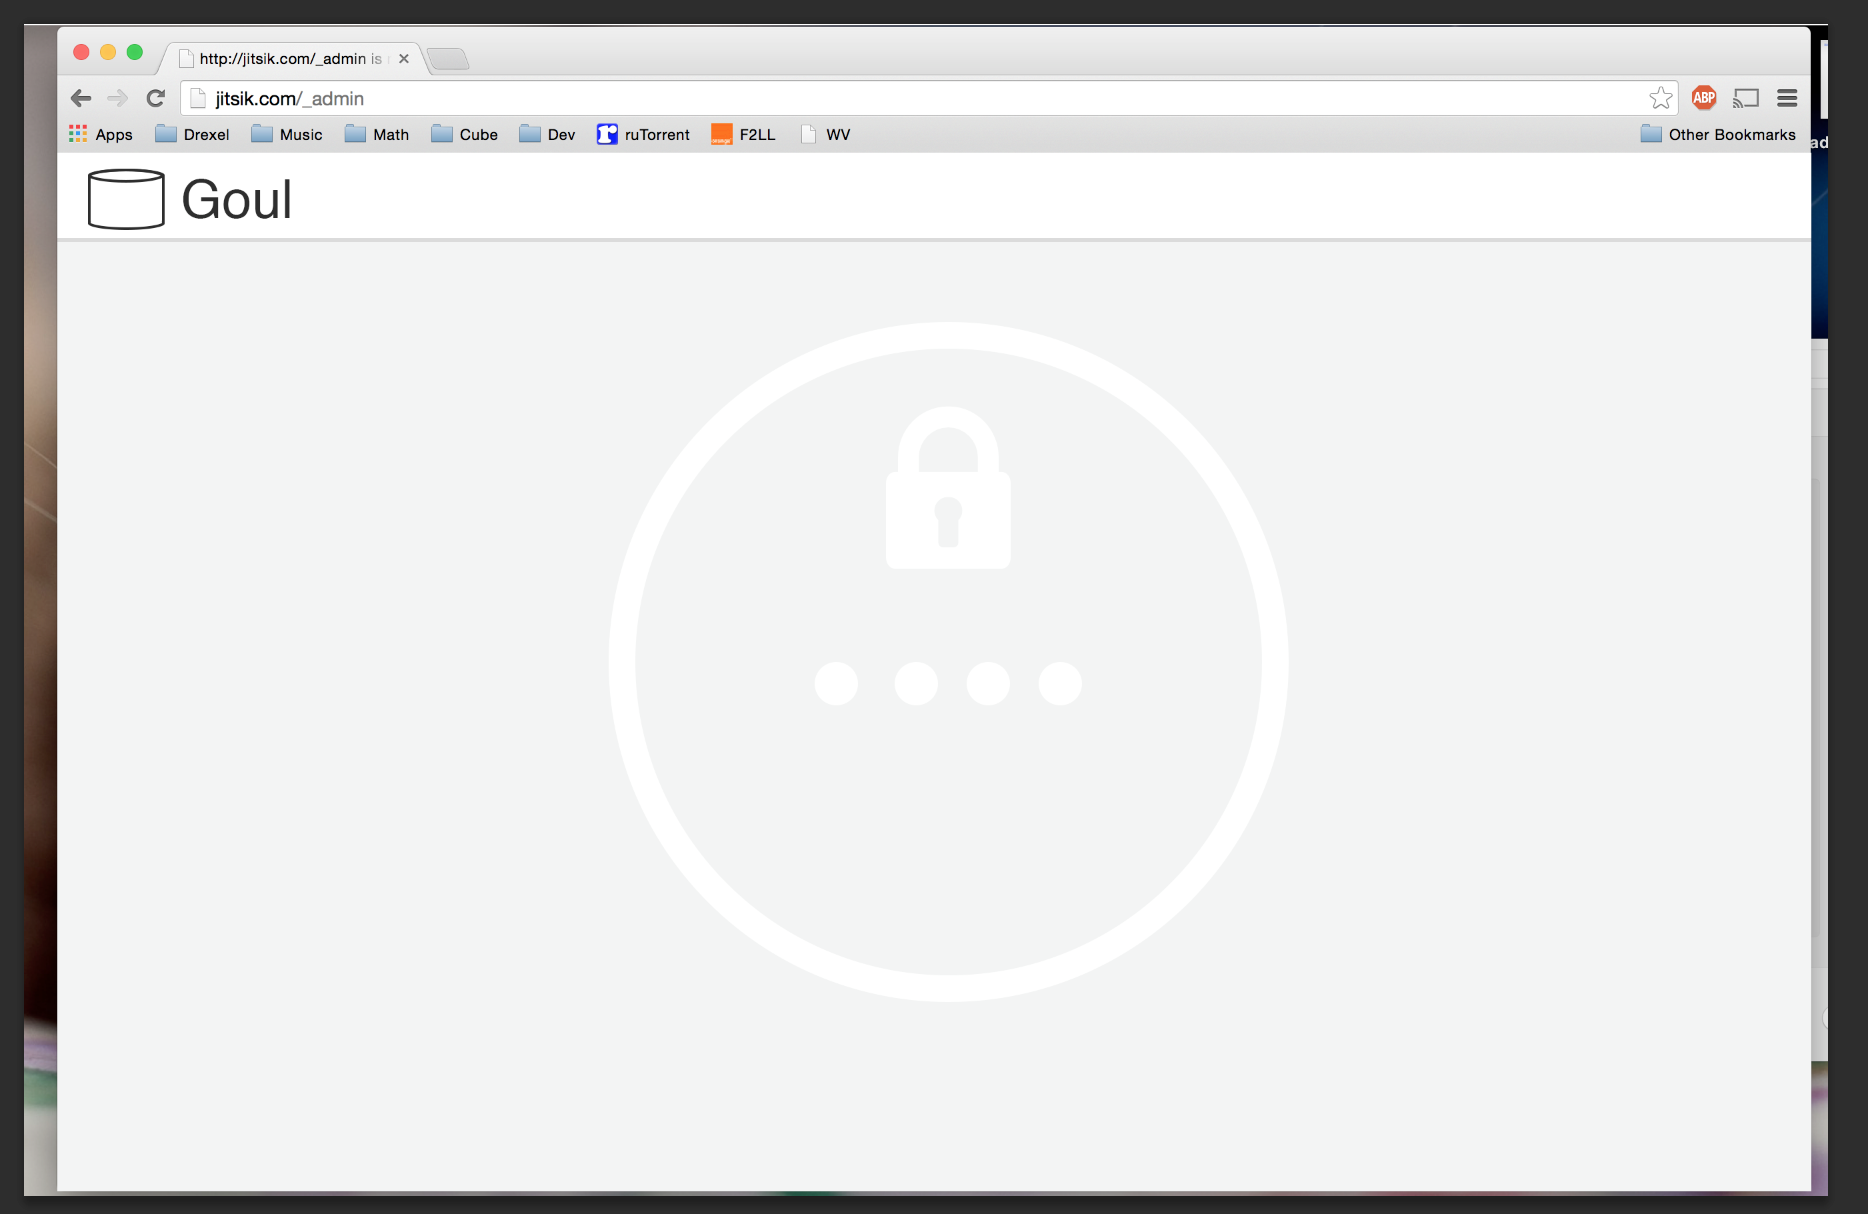 http://jitsik.com/_admin is
jitsik.com/_admin
ABP
Apps Drexel Music Math Cube Dev ruTorrent F2LL WV Other Bookmarks
ad
Goul